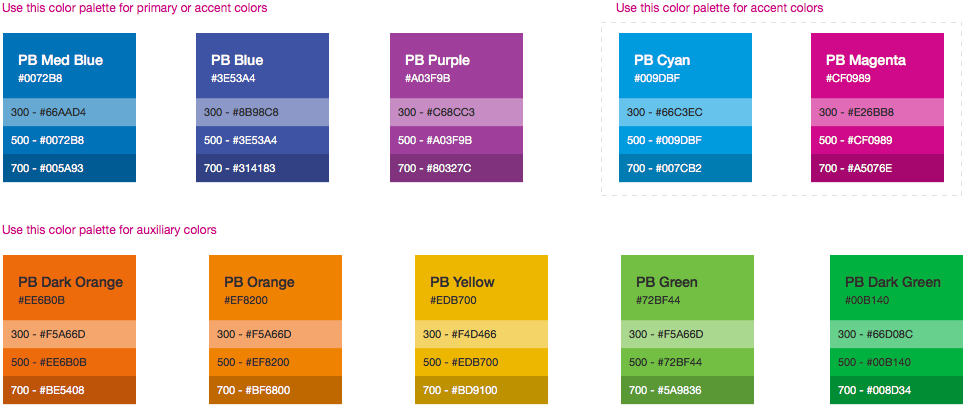 Use this color palette for primary or accent colors
Use this color palette for accent colors
PB Med Blue
#0072B8
300 - #66AAD4
500 - #0072B8
700 - #005A93
PB Blue
#3E53A4
300 - #8B98C8
500 - #3E53A4
700 - #314183
PB Purple
#A03F9B
300 - #C68CC3
500 - #A03F9B
700 - #80327C
PB Cyan
#009DBF
300 - #66C3EC
500 - #009DBF
700 - #007CB2
PB Magenta
#CF0989
300 - #E26BB8
500 - #CF0989
700 - #A5076E
Use this color palette for auxiliary colors
PB Dark Orange
#EE6B0B
300 - #F5A66D
500 - #EE6B0B
700 - #BE5408
PB Orange
#EF8200
300 - #F5A66D
500 - #EF8200
700 - #BF6800
PB Yellow
#EDB700
300 - #F4D466
500 - #EDB700
700 - #BD9100
PB Green
#72BF44
300 - #F5A66D
500 - #72BF44
700 - #5A9836
PB Dark Green
#00B140
300 - #66D08C
500 - #00B140
700 - #008D34